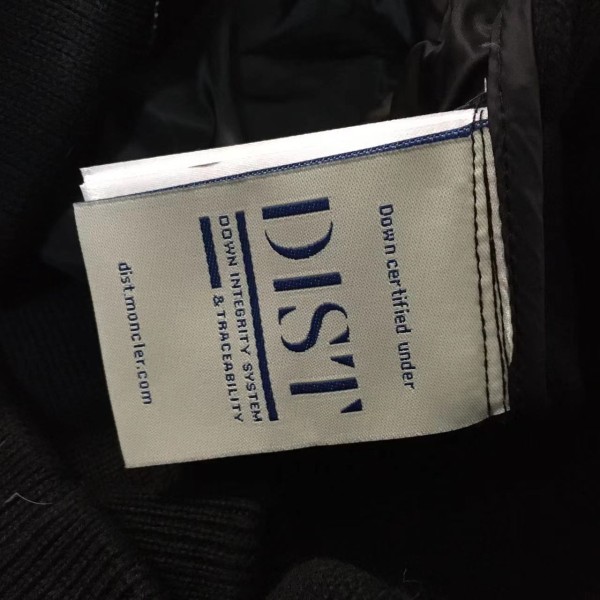 Down certified under
DIST
DOWN INTEGRITY SYSTEM
& TRACEABILITY
dist.moncler.com